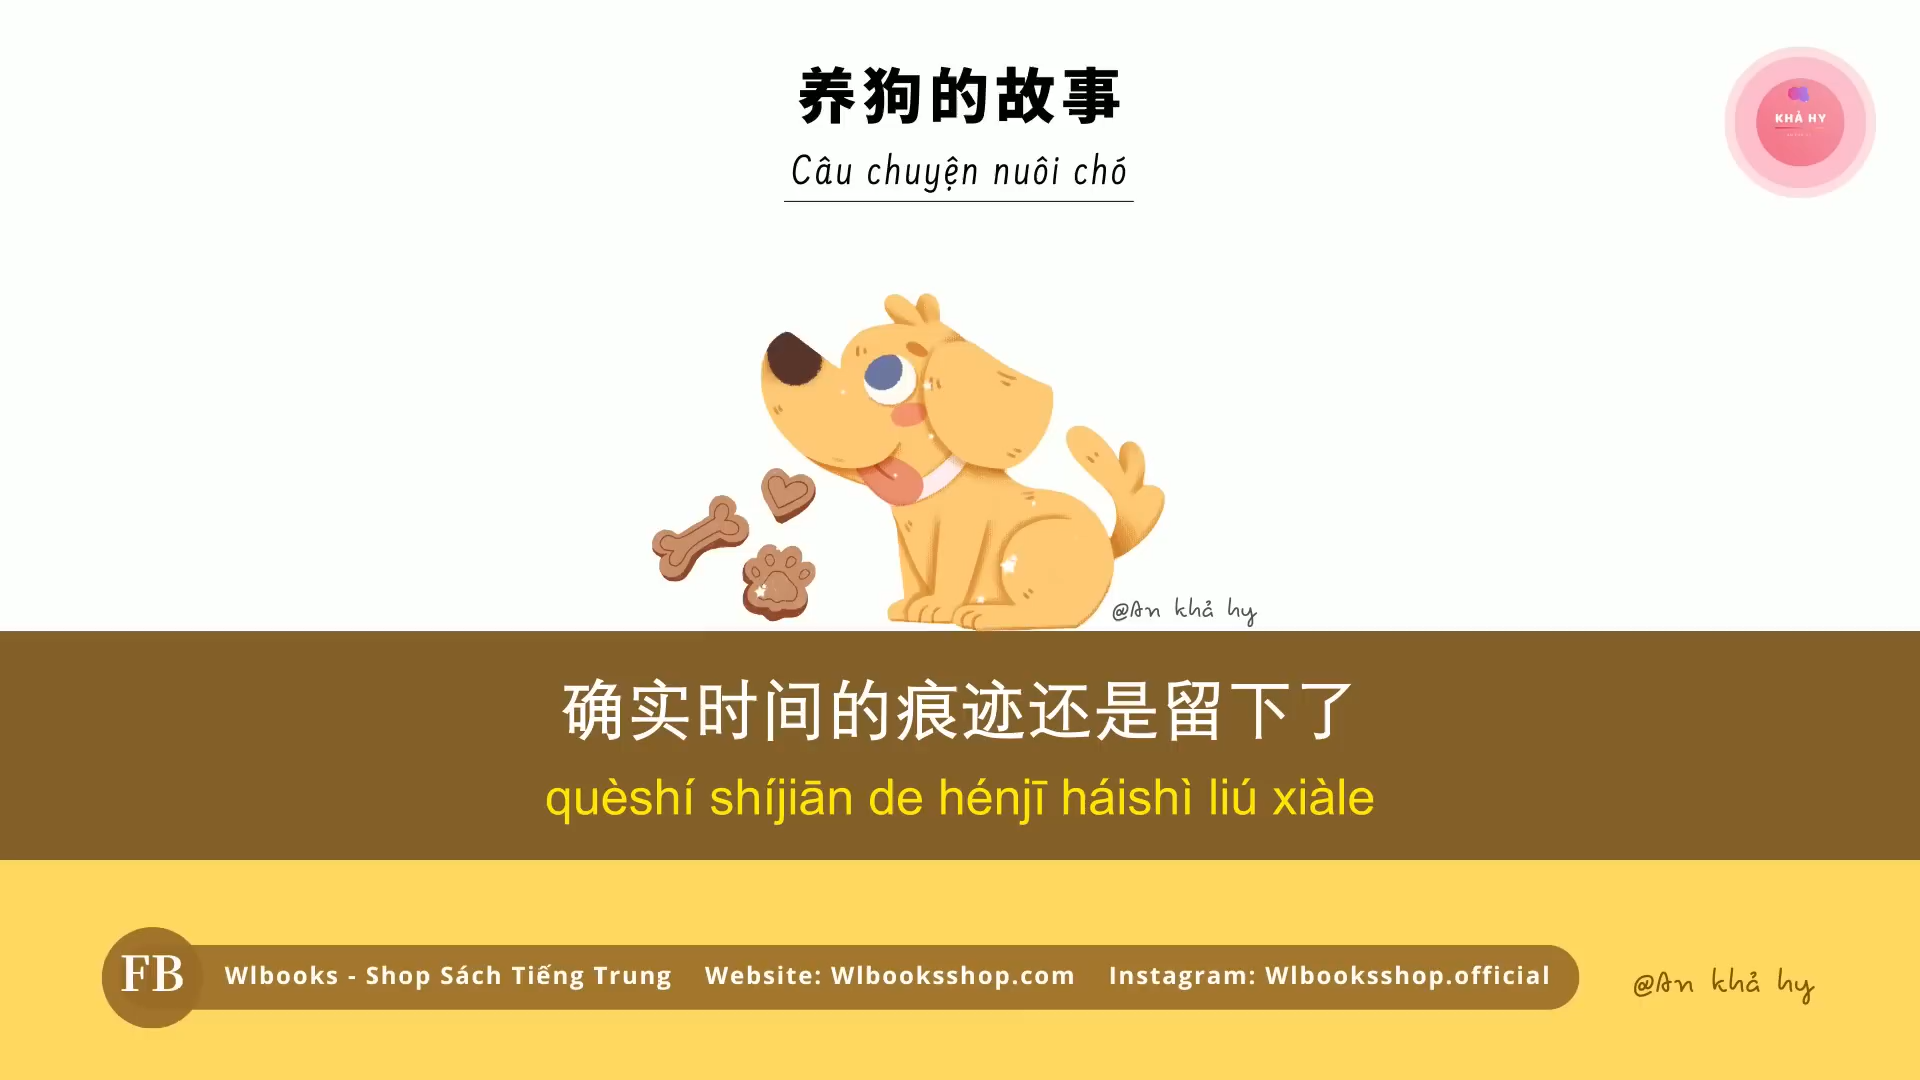 养狗的故事
Câu chuyện nuôi chó
KHẢ HY
@An khả hy
确实时间的痕迹还是留下了
quèshí shíjiān de hénjī háishì liú xiàle
FB Wlbooks - Shop Sách Tiếng Trung Website: Wlbooksshop.com Instagram: Wlbooksshop.official
@An khả hy